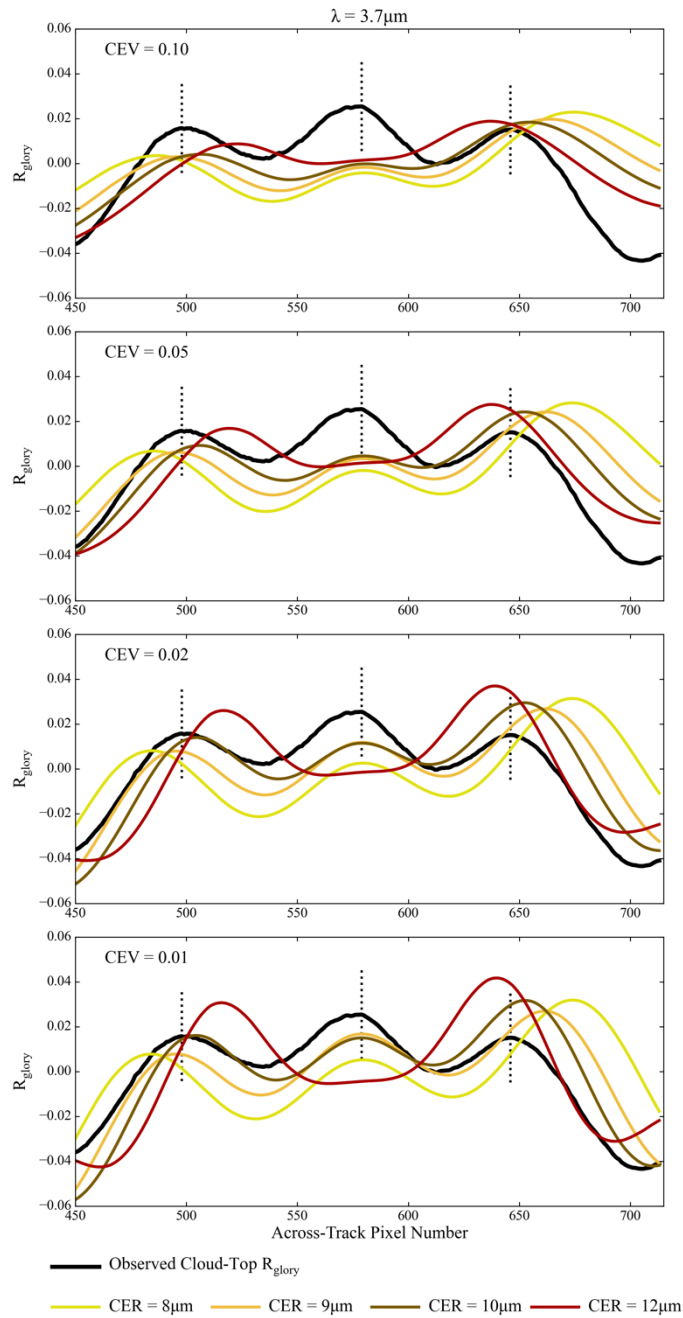 λ = 3.7μm
0.06
CEV = 0.10
0.04
0.02
R_glory
0.00
−0.02
−0.04
−0.06
450 500 550 600 650 700
0.06
CEV = 0.05
0.04
0.02
R_glory
0.00
−0.02
−0.04
−0.06
450 500 550 600 650 700
0.06
CEV = 0.02
0.04
0.02
R_glory
0.00
−0.02
−0.04
−0.06
450 500 550 600 650 700
0.06
CEV = 0.01
0.04
0.02
R_glory
0.00
−0.02
−0.04
−0.06
450 500 550 600 650 700
Across-Track Pixel Number
Observed Cloud-Top R_glory
CER = 8μm CER = 9μm CER = 10μm CER = 12μm